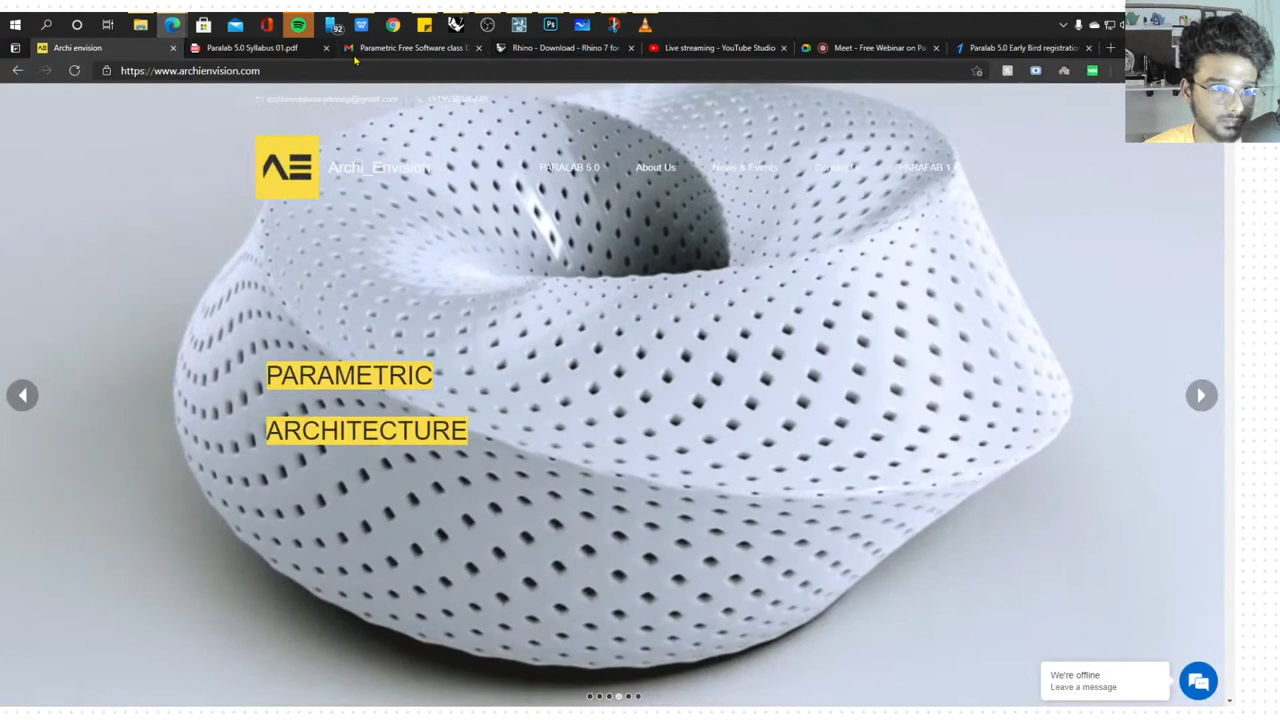 92
Archi envision
Paralab 5.0 Syllabus 01.pdf
Parametric Free Software class D
Rhino - Download - Rhino 7 for
Live streaming - YouTube Studio
Meet - Free Webinar on Pa
Paralab 5.0 Early Bird registratio
https://www.archienvision.com
Archi_Envision
PARALAB 5.0
About Us
News & Events
PARAFAB 1.
PARAMETRIC
ARCHITECTURE
We're offline
Leave a message